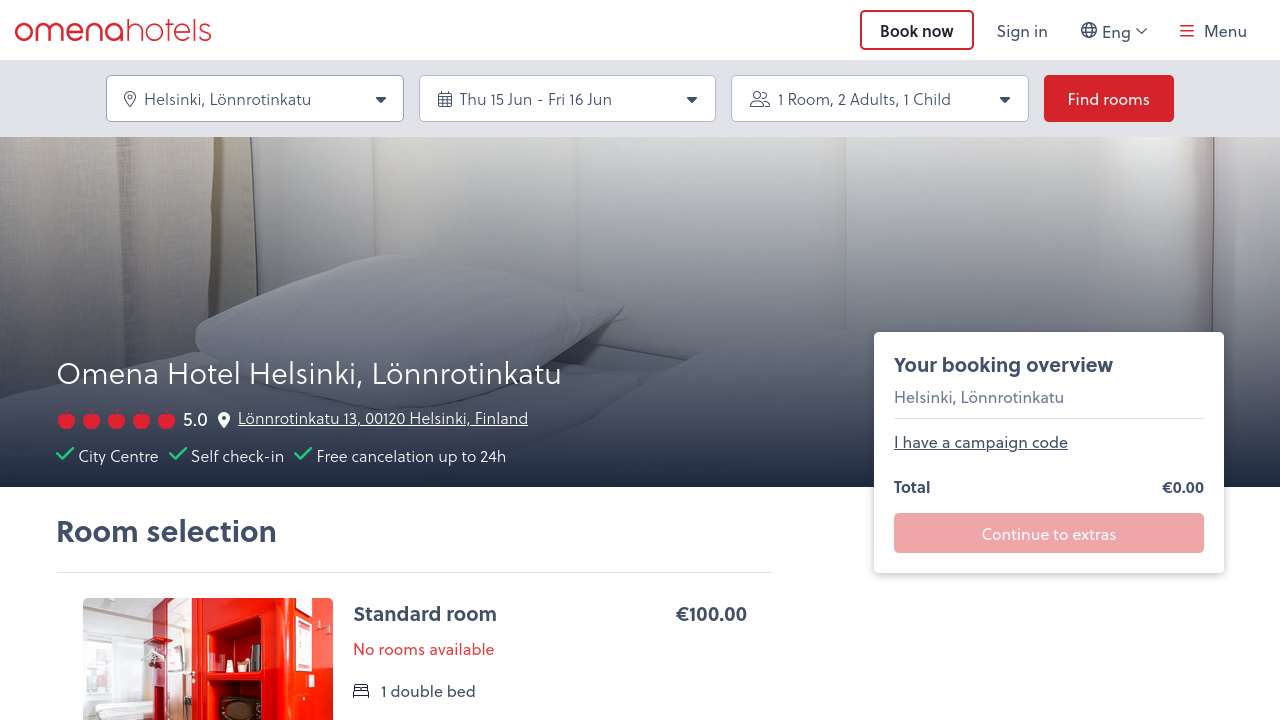 omenahotels
Book now
Sign in
Eng
Menu
Helsinki, Lönnrotinkatu
Thu 15 Jun - Fri 16 Jun
1 Room, 2 Adults, 1 Child
Find rooms
Omena Hotel Helsinki, Lönnrotinkatu
5.0 Lönnrotinkatu 13, 00120 Helsinki, Finland
City Centre Self check-in Free cancelation up to 24h
Your booking overview
Helsinki, Lönnrotinkatu
I have a campaign code
Total €0.00
Continue to extras
Room selection
Standard room €100.00
No rooms available
1 double bed